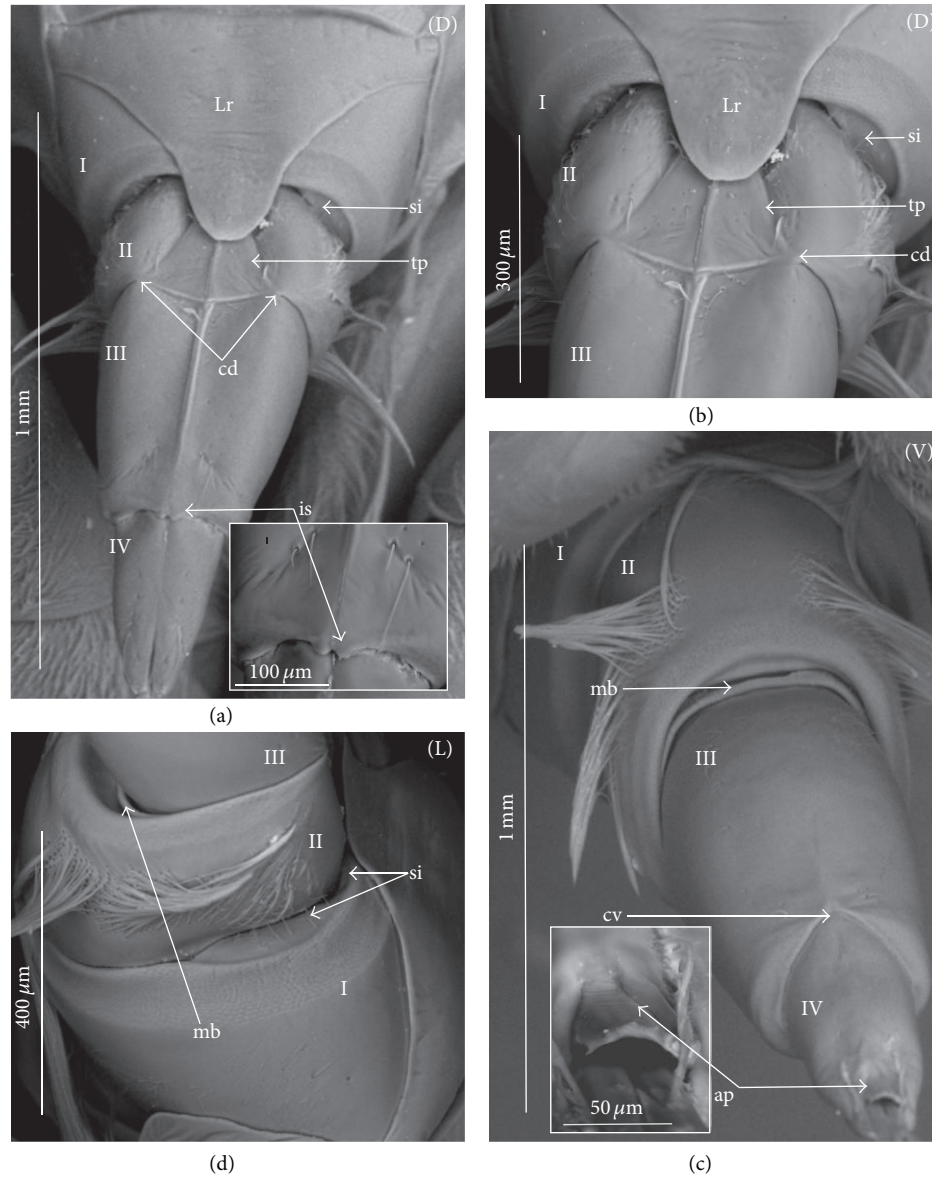 (D)
Lr
I
si
II
tp
cd
III
1 mm
is
IV
100 μm
(a)
(D)
I
Lr
si
II
tp
cd
300 μm
III
(b)
(L)
III
II
si
I
400 μm
mb
(d)
(V)
I
II
mb
III
1 mm
cv
IV
ap
50 μm
(c)